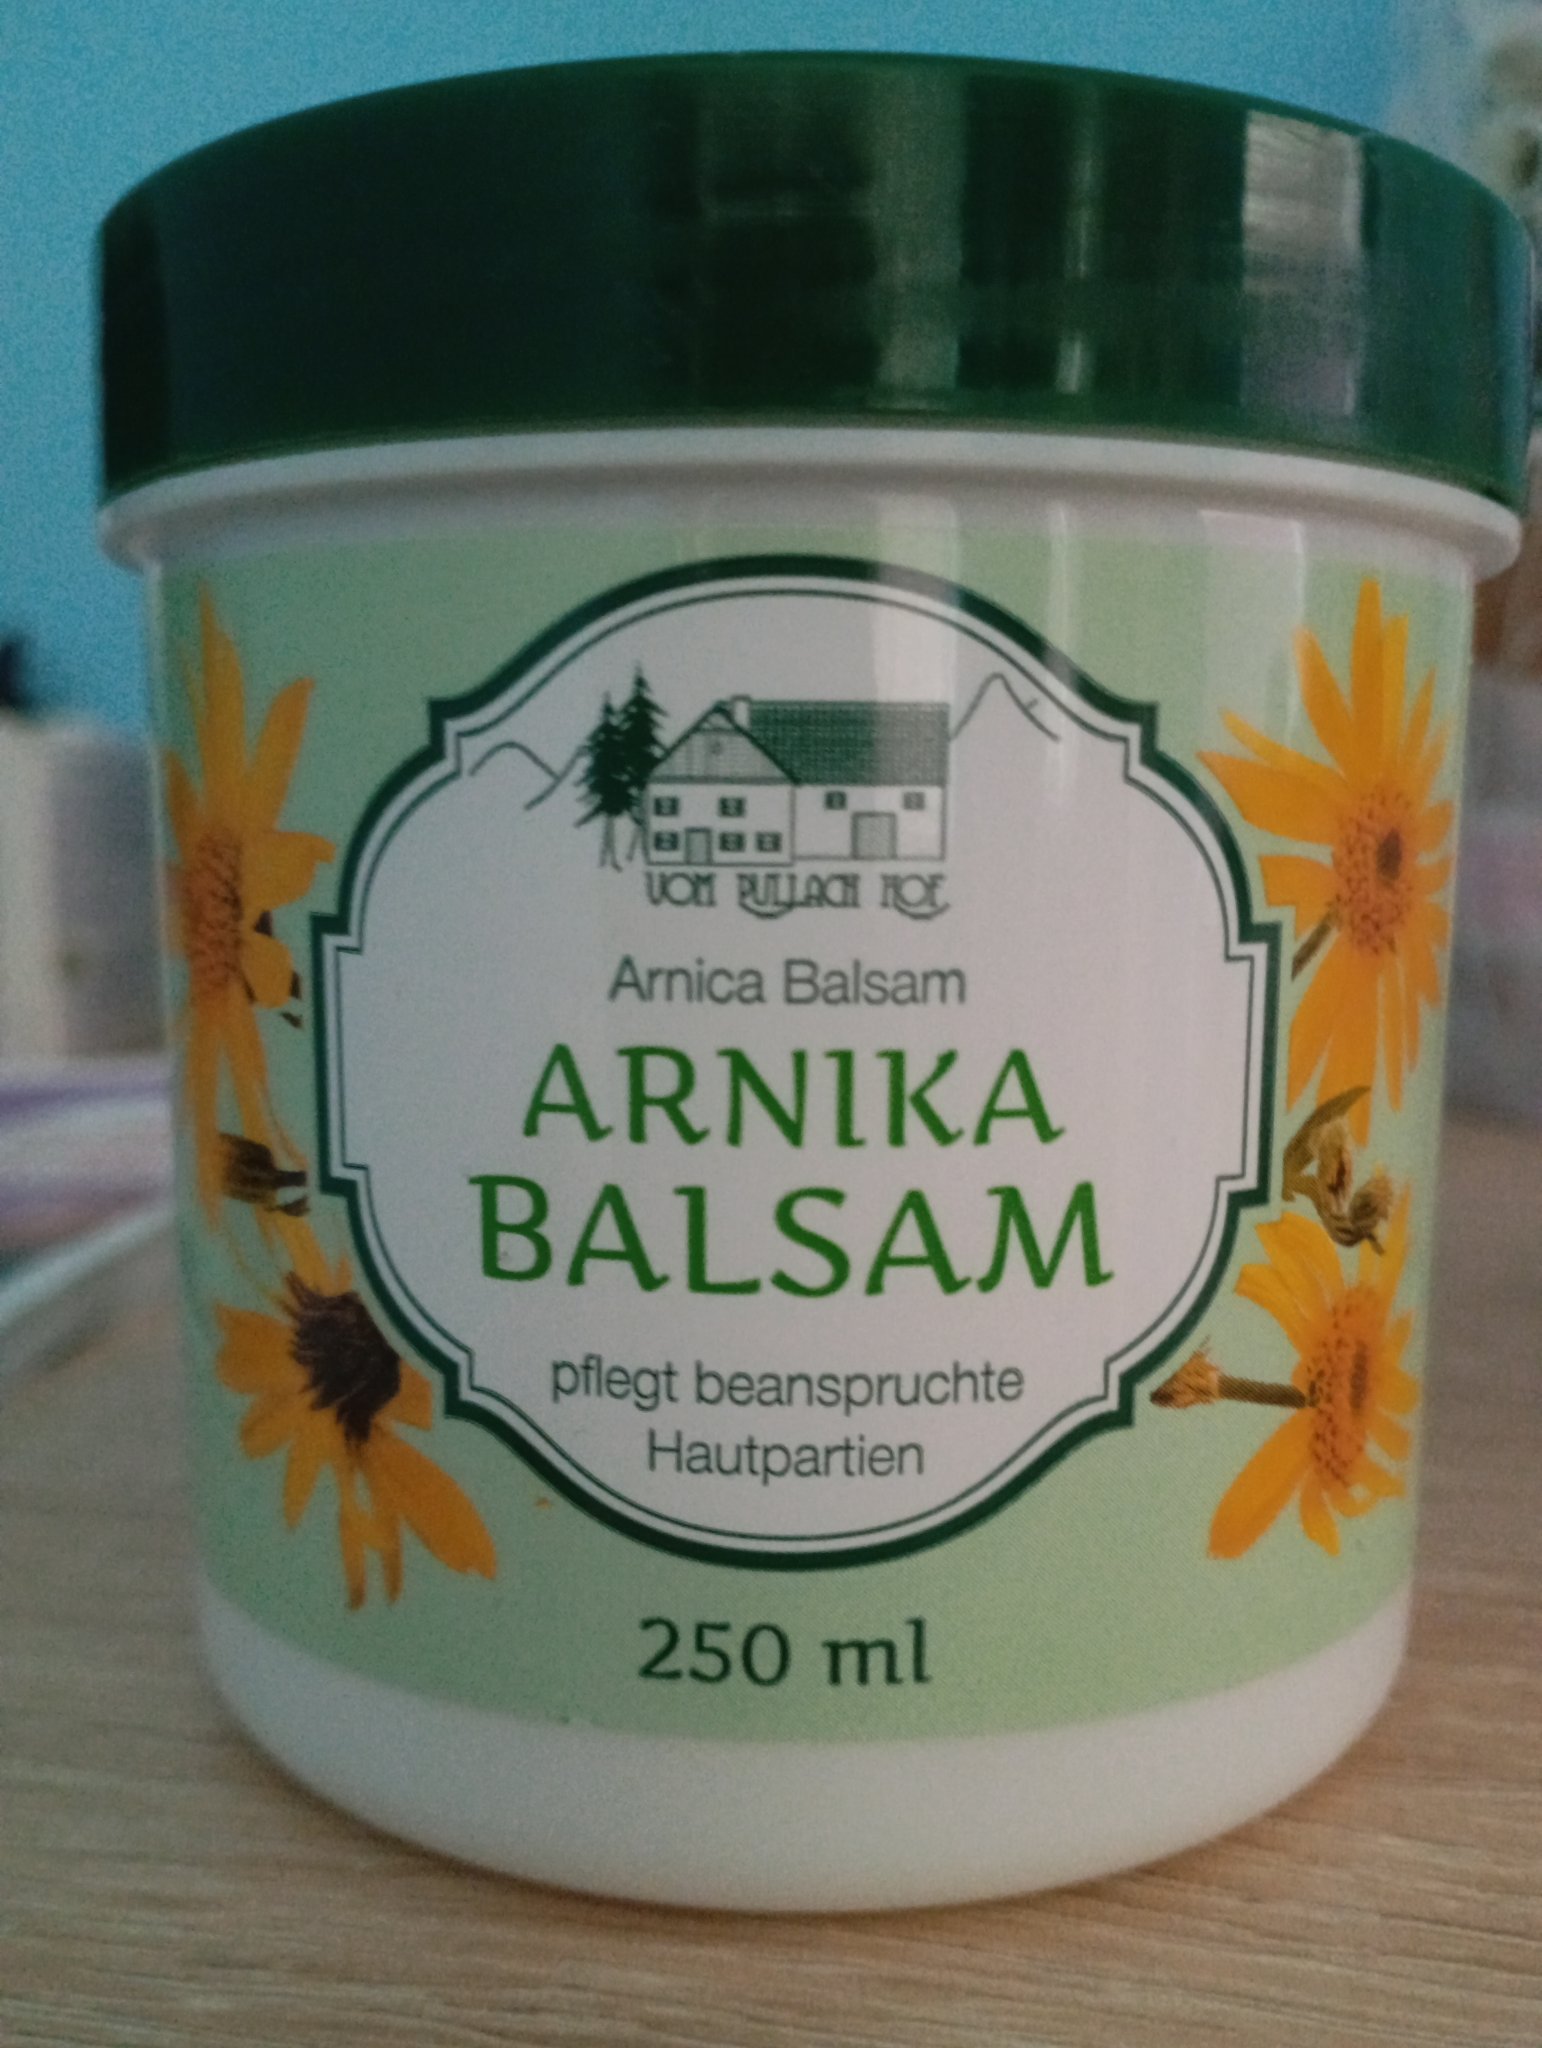 VOM PULLACH HOF
Arnica Balsam
ARNIKA
BALSAM
pflegt beanspruchte
Hautpartien
250 ml